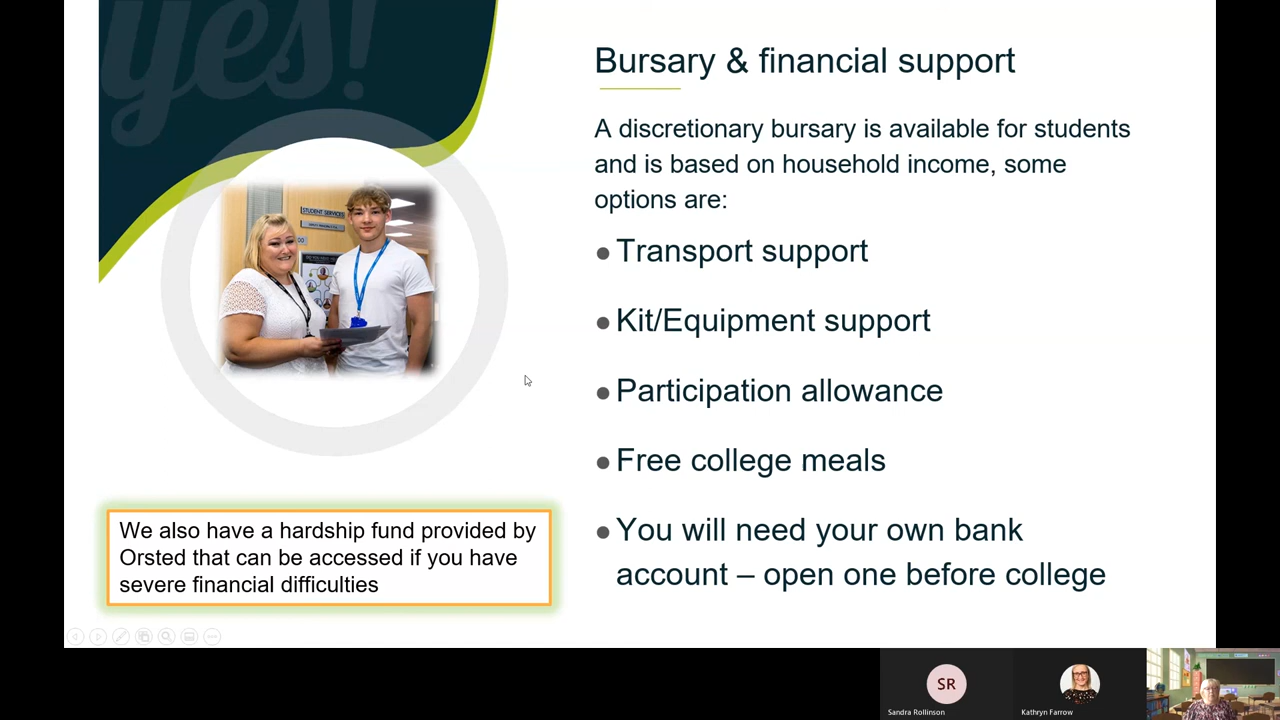 yes!
Bursary & financial support
A discretionary bursary is available for students
and is based on household income, some
options are:
● Transport support
● Kit/Equipment support
● Participation allowance
● Free college meals
● You will need your own bank
account – open one before college
STUDENT SERVICES
We also have a hardship fund provided by
Orsted that can be accessed if you have
severe financial difficulties
SR
Sandra Rollinson
Kathryn Farrow